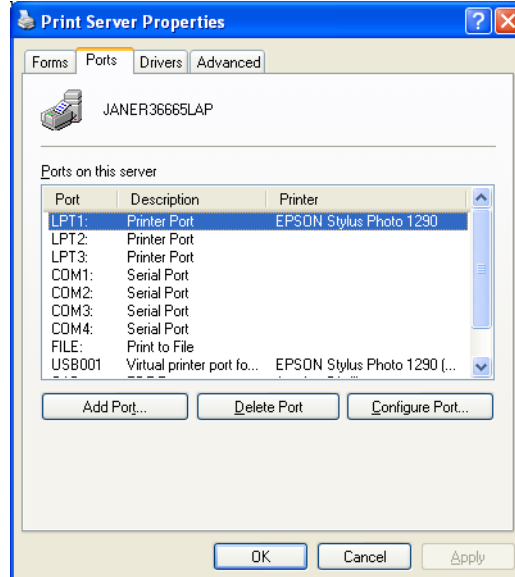 Print Server Properties
Forms Ports Drivers Advanced
JANER36665LAP
Ports on this server
Port Description Printer
LPT1: Printer Port EPSON Stylus Photo 1290
LPT2: Printer Port
LPT3: Printer Port
COM1: Serial Port
COM2: Serial Port
COM3: Serial Port
COM4: Serial Port
FILE: Print to File
USB001 Virtual printer port fo... EPSON Stylus Photo 1290 (...
Add Port... Delete Port Configure Port...
OK Cancel Apply